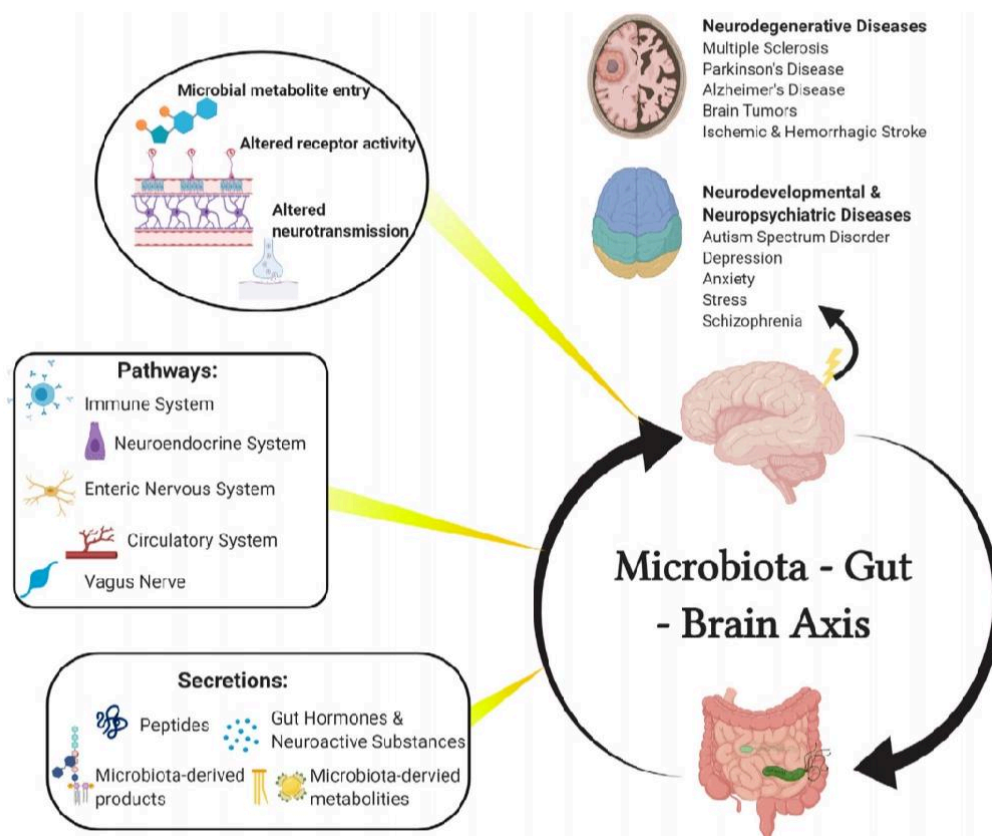 Microbial metabolite entry
Altered receptor activity
Altered
neurotransmission
Neurodegenerative Diseases
Multiple Sclerosis
Parkinson's Disease
Alzheimer's Disease
Brain Tumors
Ischemic & Hemorrhagic Stroke
Neurodevelopmental &
Neuropsychiatric Diseases
Autism Spectrum Disorder
Depression
Anxiety
Stress
Schizophrenia
Pathways:
Immune System
Neuroendocrine System
Enteric Nervous System
Circulatory System
Vagus Nerve
Microbiota - Gut
- Brain Axis
Secretions:
Peptides
Gut Hormones &
Neuroactive Substances
Microbiota-derived
products
Microbiota-dervied
metabolities